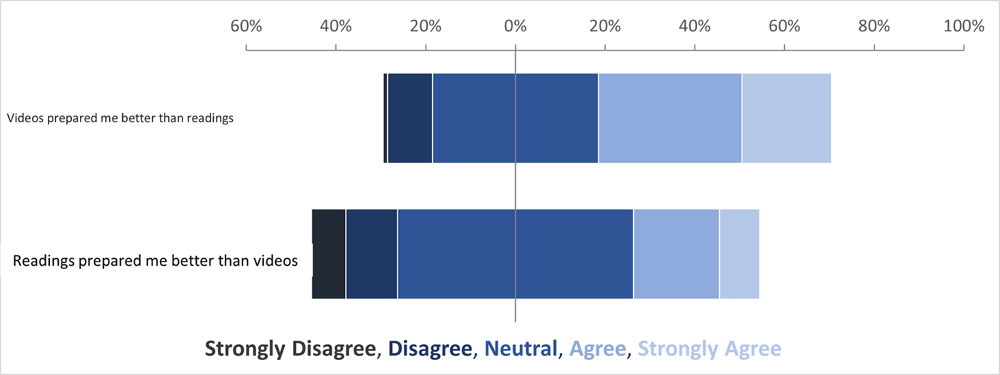 60% 40% 20% 0% 20% 40% 60% 80% 100%
Videos prepared me better than readings
Readings prepared me better than videos
Strongly Disagree, Disagree, Neutral, Agree, Strongly Agree